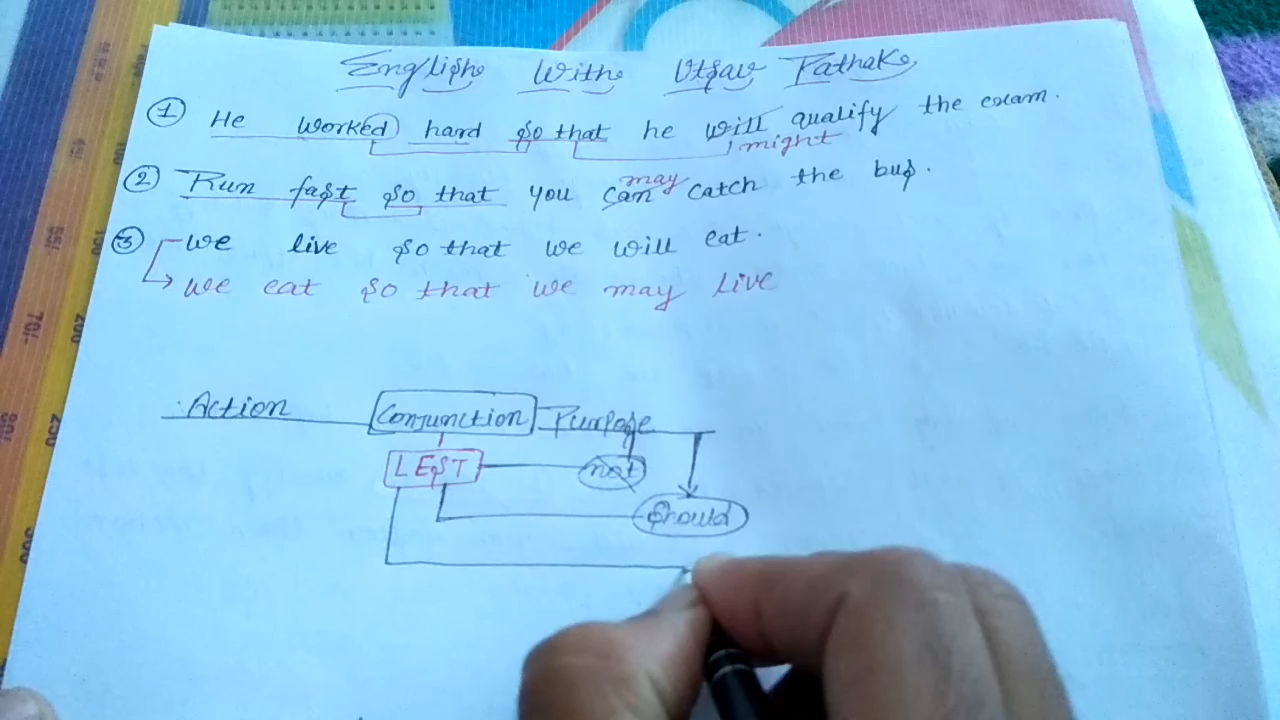 English With Utsav Pathak
① He worked hard so that he will qualify the exam.
might
② Run fast so that you can catch the bus.
may
③ we live so that we will eat.
we eat so that we may live
Action Conjunction Purpose
LEST not
Should